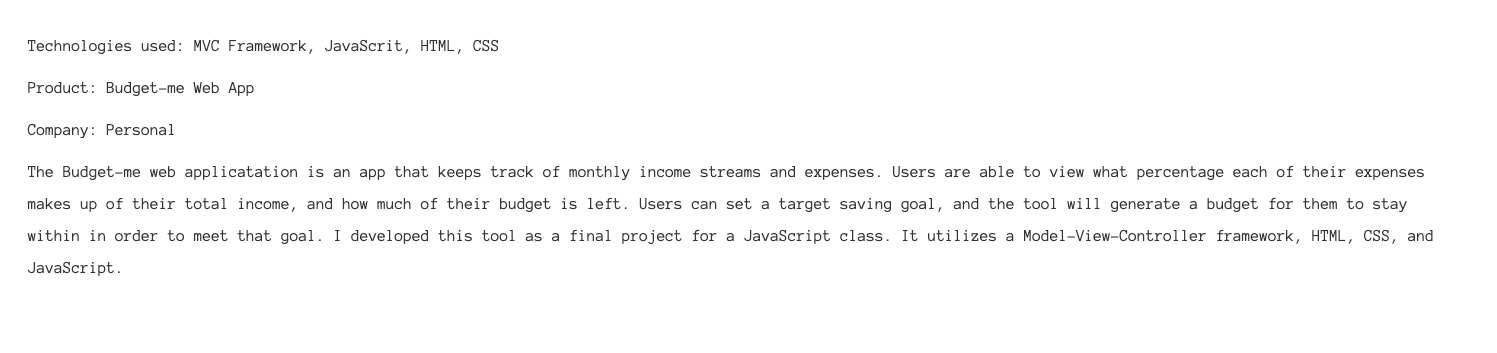 Technologies used: MVC Framework, JavaScrit, HTML, CSS
Product: Budget-me Web App
Company: Personal
The Budget-me web applicatation is an app that keeps track of monthly income streams and expenses. Users are able to view what percentage each of their expenses
makes up of their total income, and how much of their budget is left. Users can set a target saving goal, and the tool will generate a budget for them to stay
within in order to meet that goal. I developed this tool as a final project for a JavaScript class. It utilizes a Model-View-Controller framework, HTML, CSS, and
JavaScript.